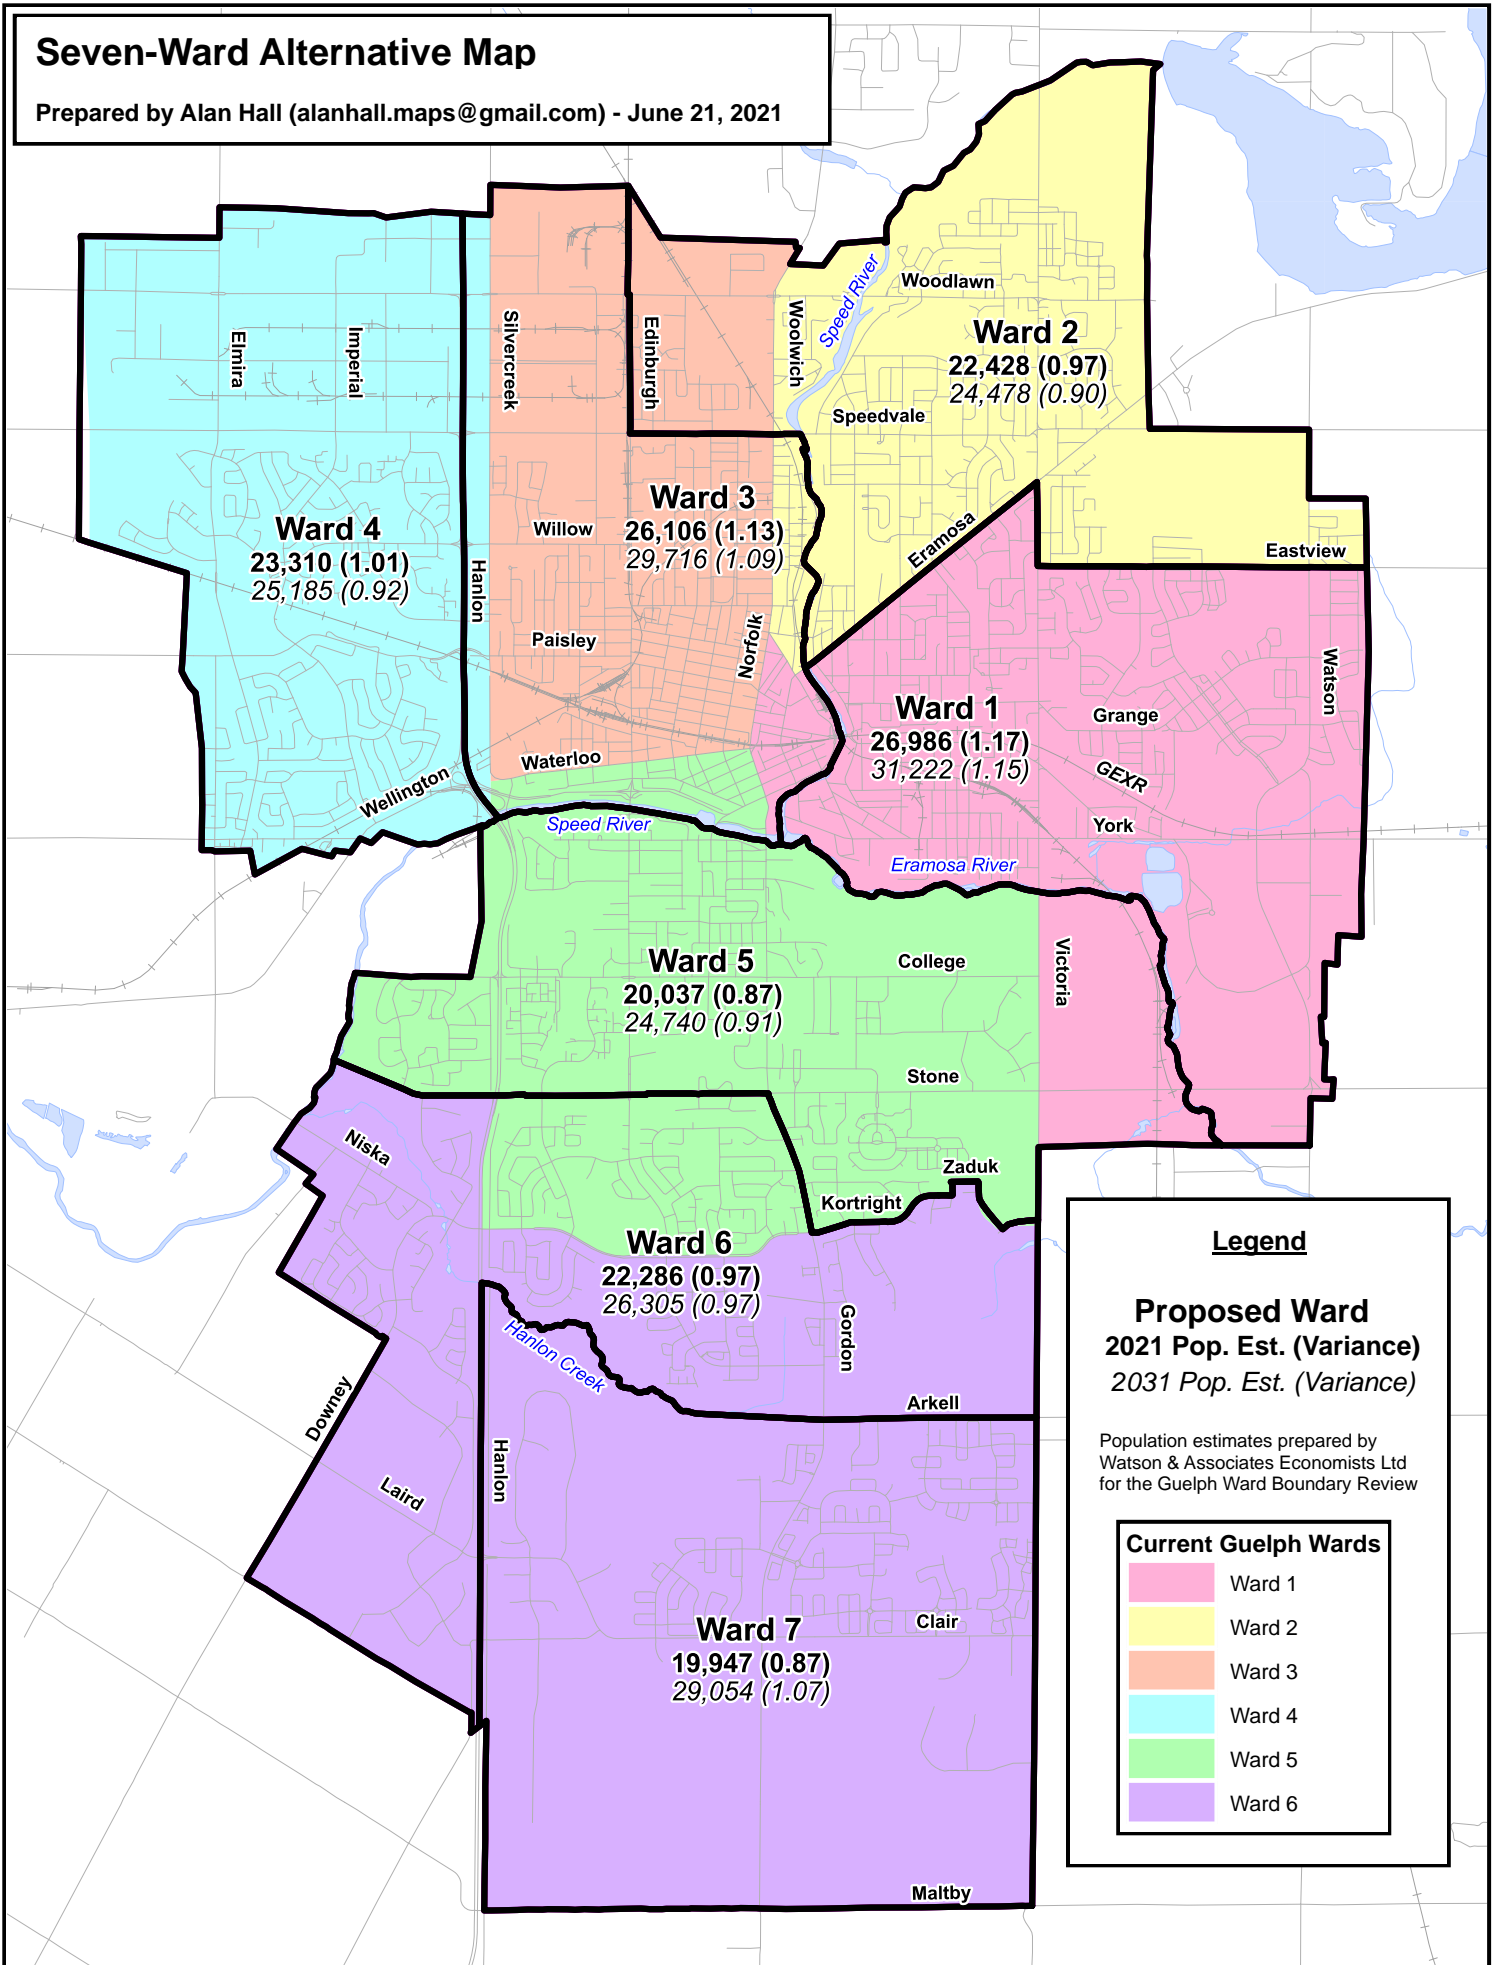 Seven-Ward Alternative Map
Prepared by Alan Hall (alanhall.maps@gmail.com) - June 21, 2021
Speed River
Woodlawn
Woolwich
Silvercreek
Edinburgh
Elmira
Imperial
Ward 2
22,428 (0.97)
24,478 (0.90)
Speedvale
Ward 3
26,106 (1.13)
29,716 (1.09)
Willow
Ward 4
23,310 (1.01)
25,185 (0.92)
Eramosa
Eastview
Hanlon
Paisley
Norfolk
Watson
Ward 1
26,986 (1.17)
31,222 (1.15)
Grange
GEXR
Waterloo
Wellington
Speed River
York
Eramosa River
Ward 5
20,037 (0.87)
24,740 (0.91)
College
Victoria
Stone
Niska
Zaduk
Kortright
Ward 6
22,286 (0.97)
26,305 (0.97)
Gordon
Hanlon Creek
Arkell
Downey
Hanlon
Laird
Clair
Ward 7
19,947 (0.87)
29,054 (1.07)
Maltby
Legend
Proposed Ward
2021 Pop. Est. (Variance)
2031 Pop. Est. (Variance)
Population estimates prepared by
Watson & Associates Economists Ltd
for the Guelph Ward Boundary Review
Current Guelph Wards
Ward 1
Ward 2
Ward 3
Ward 4
Ward 5
Ward 6